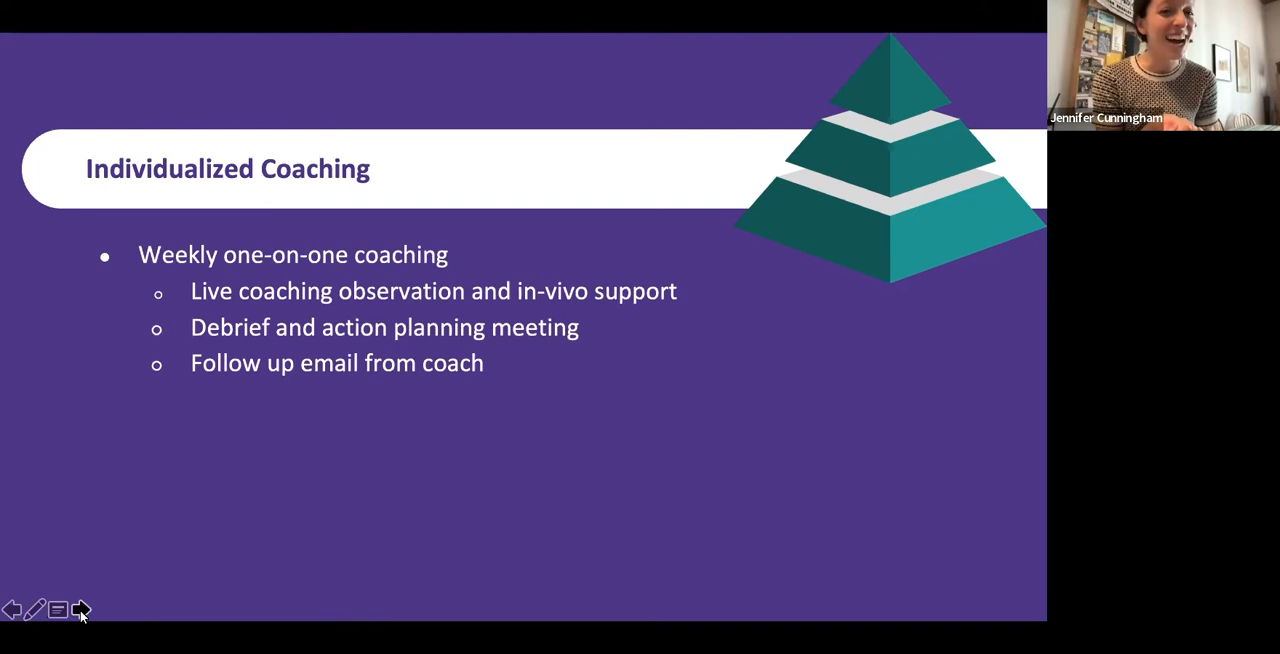 Individualized Coaching
Weekly one-on-one coaching
Live coaching observation and in-vivo support
Debrief and action planning meeting
Follow up email from coach
Jennifer Cunningham